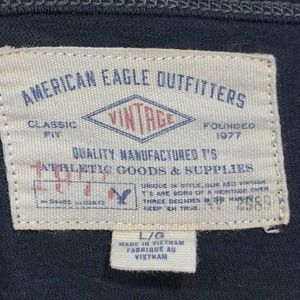 AMERICAN EAGLE OUTFITTERS
CLASSIC FIT
VINTAGE
FOUNDED 1977
QUALITY MANUFACTURED T'S
ATHLETIC GOODS & SUPPLIES
1977
UNIQUE IN STYLE, OUR AEO VINTAGE
T'S ARE BORN OF A HERITAGE OVER
THREE DECADES IN THE MAKING
KEEP 'EM TRUE.
L/G
MADE IN VIETNAM
FABRIQUÉ AU
VIETNAM